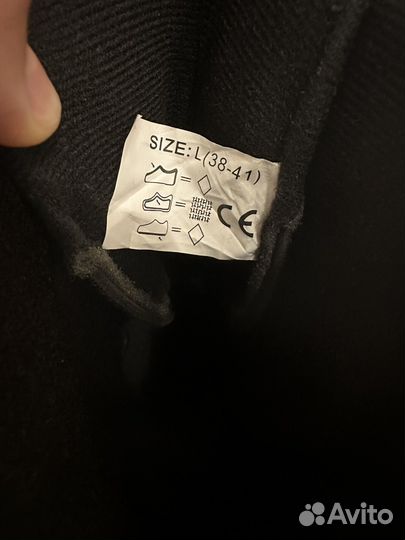 SIZE: L(38-41)
=
=
=
CE
Avito